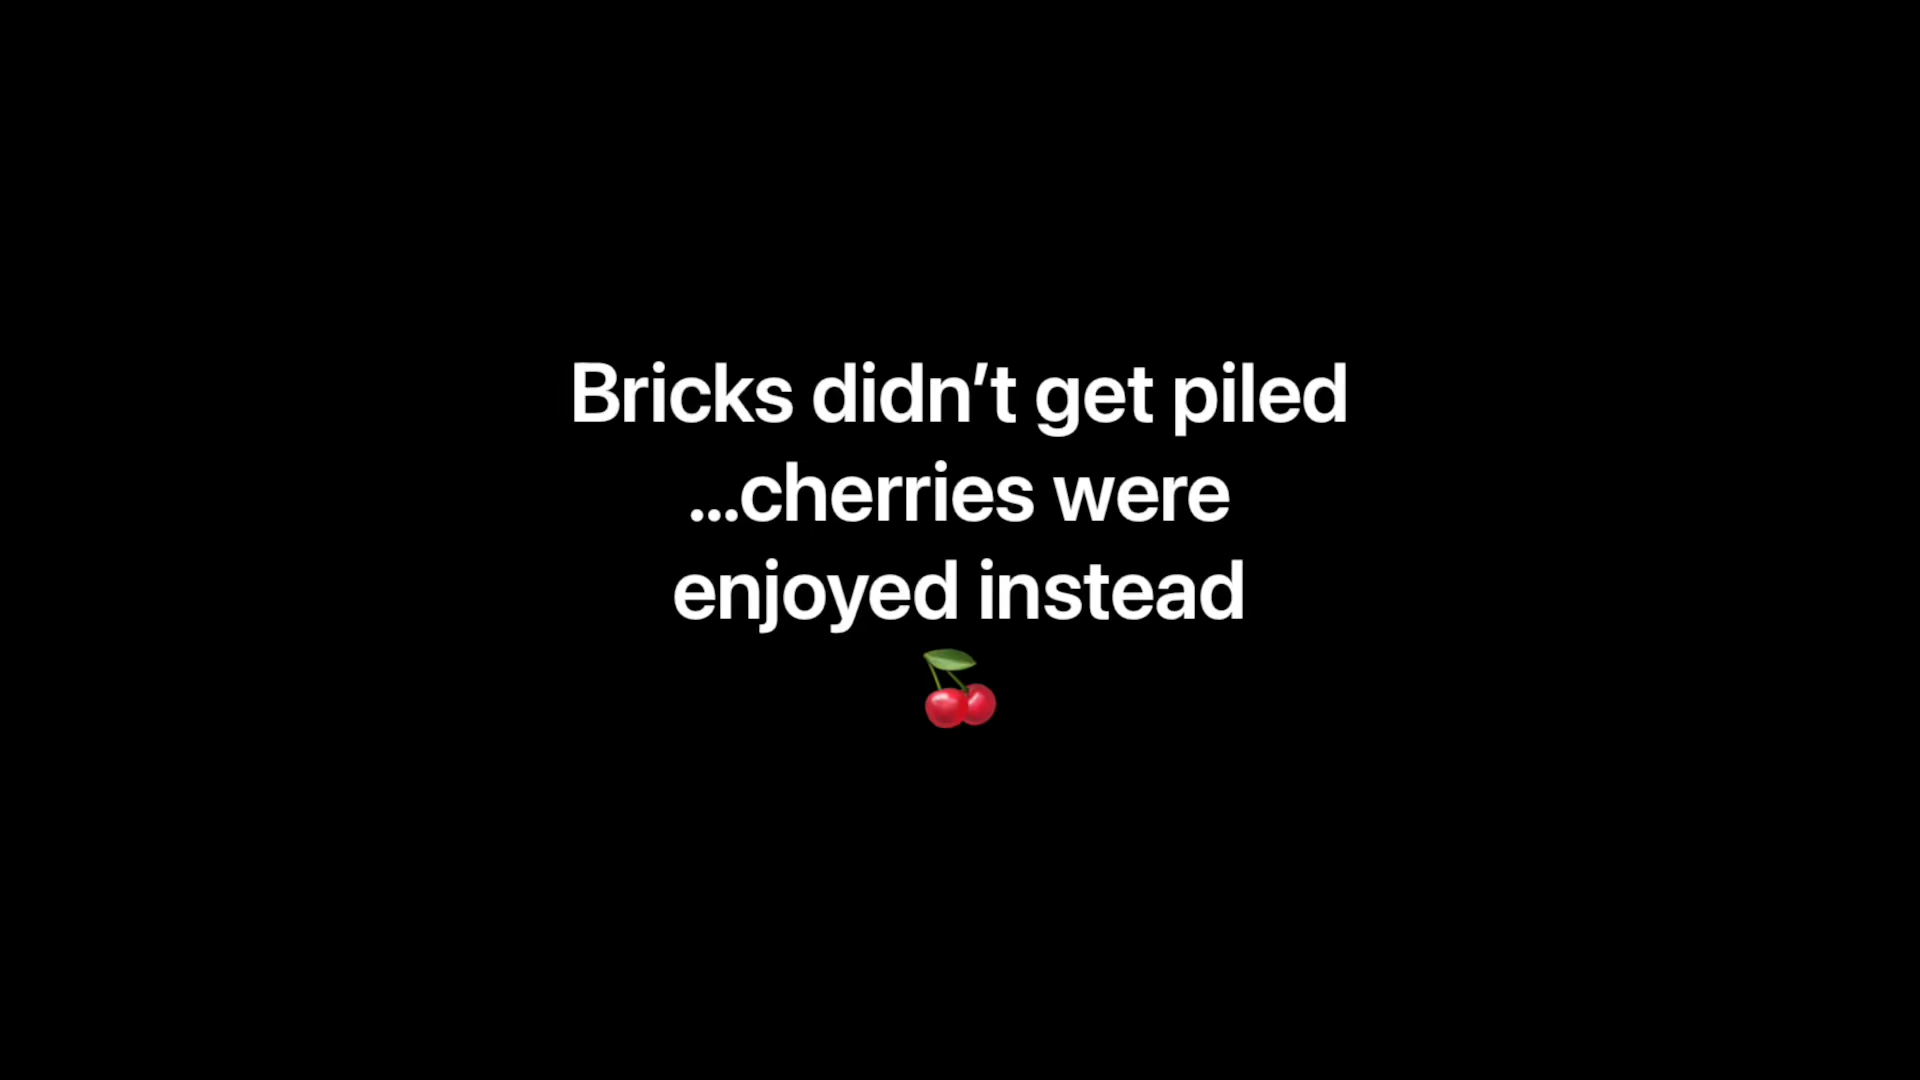 Bricks didn’t get piled
…cherries were
enjoyed instead
🍒